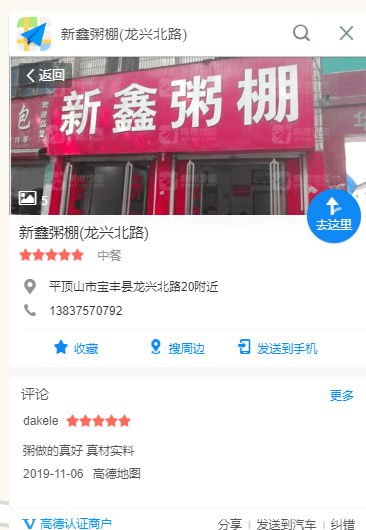 新鑫粥棚(龙兴北路)
返回
新鑫粥棚
包
5
去这里
新鑫粥棚(龙兴北路)
中餐
平顶山市宝丰县龙兴北路20附近
13837570792
收藏
搜周边
发送到手机
评论
更多
dakele
粥做的真好 真材实料
2019-11-06 高德地图
高德认证商户
分享
发送到汽车
纠错